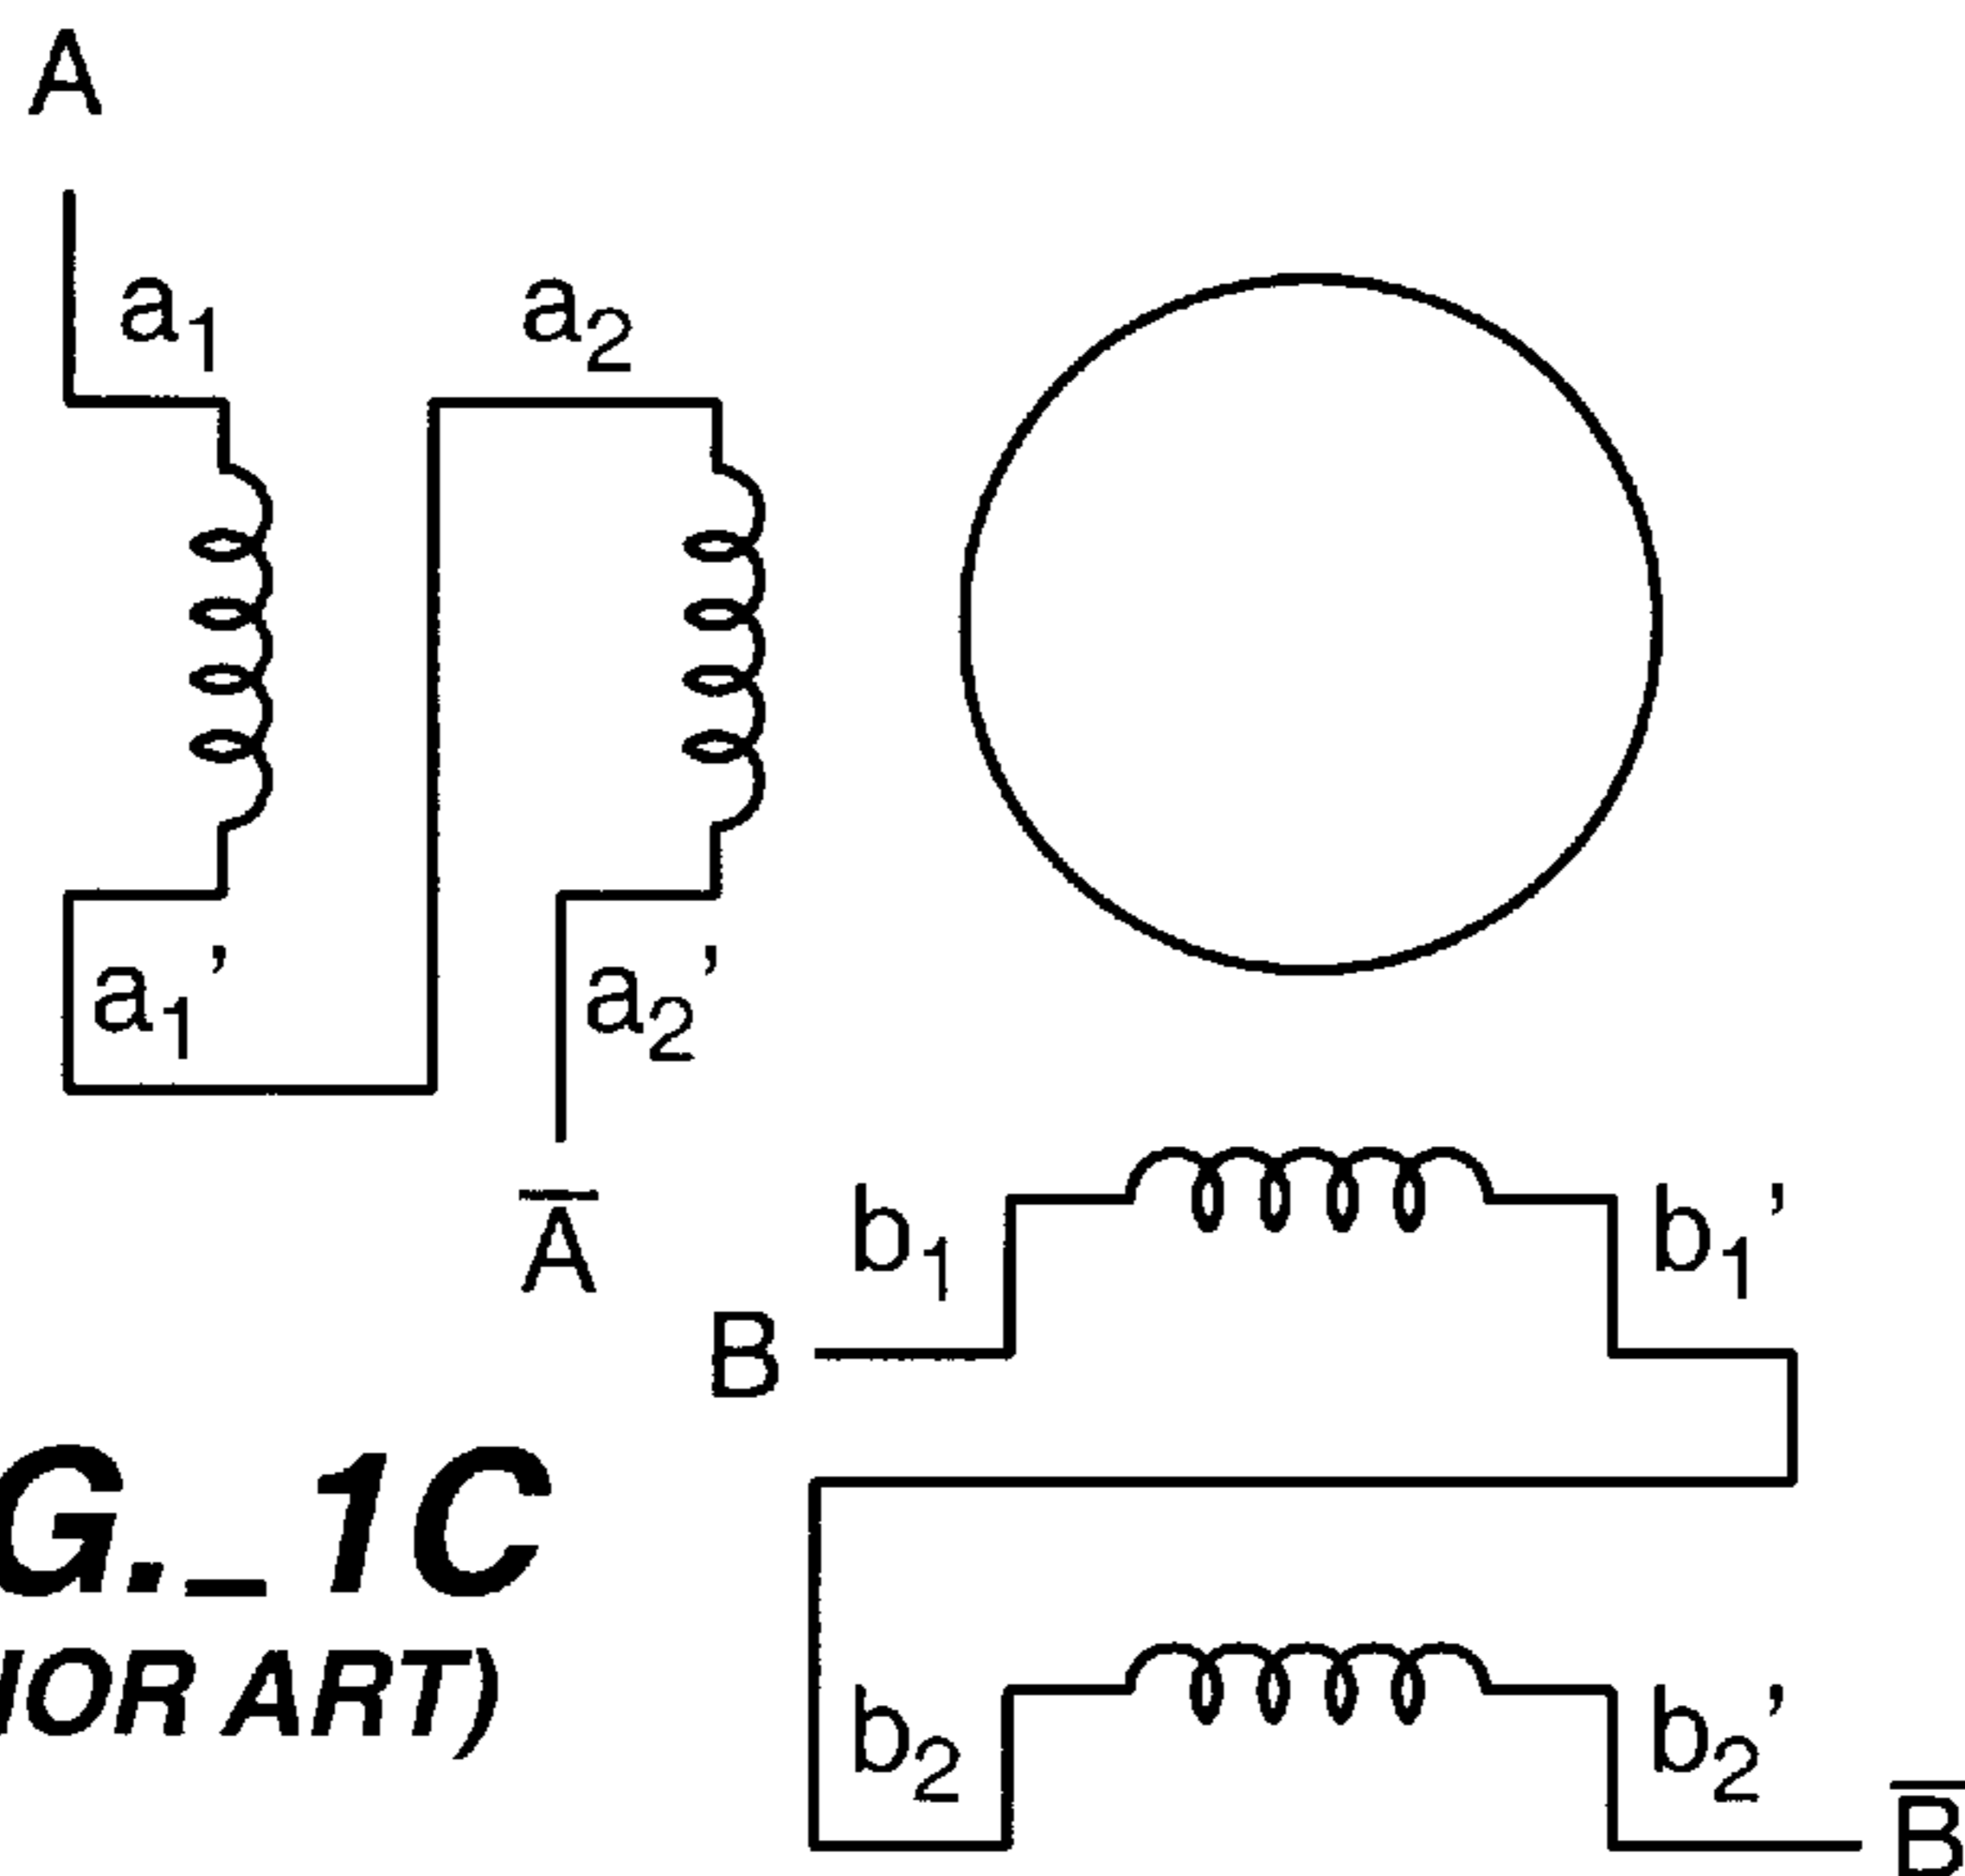 A
a₁
a₂
a₁’
a₂’
A̅
b₁
b₁’
B
G._1C
IOR ART)
b₂
b₂’
B̅